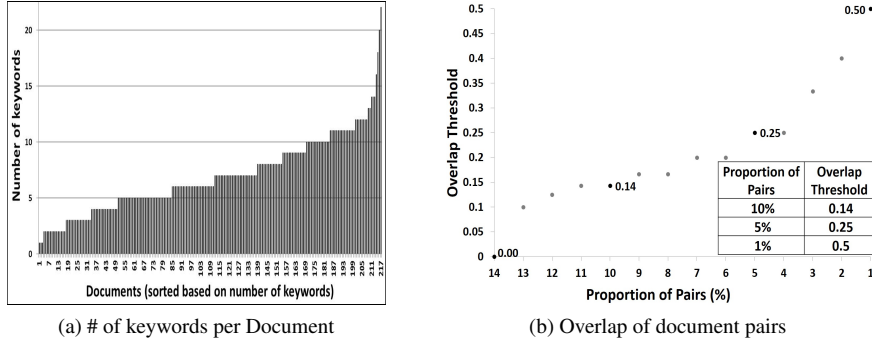 Number of keywords
20
15
10
5
0
1 7 13 19 25 31 37 43 49 55 61 67 73 79 85 91 97 103 109 115 121 127 133 139 145 151 157 163 169 175 181 187 193 199 205 211 217
Documents (sorted based on number of keywords)
(a) # of keywords per Document
Overlap Threshold
0.5
0.45
0.4
0.35
0.3
0.25
0.2
0.15
0.1
0.05
0
0.50
0.25
0.14
0.00
Proportion of Pairs Overlap Threshold
10% 0.14
5% 0.25
1% 0.5
14 13 12 11 10 9 8 7 6 5 4 3 2 1
Proportion of Pairs (%)
(b) Overlap of document pairs